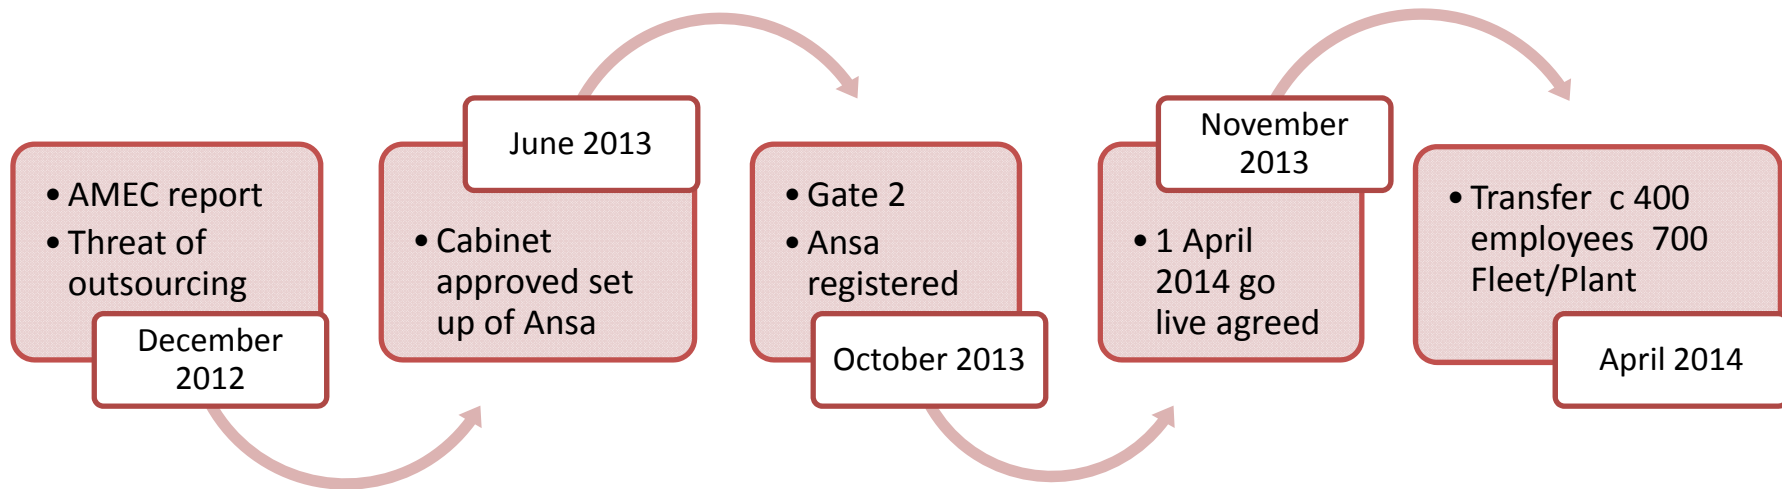 • AMEC report
• Threat of
outsourcing
December
2012
June 2013
• Cabinet
approved set
up of Ansa
• Gate 2
• Ansa
registered
October 2013
November
2013
• 1 April
2014 go
live agreed
• Transfer c 400
employees 700
Fleet/Plant
April 2014